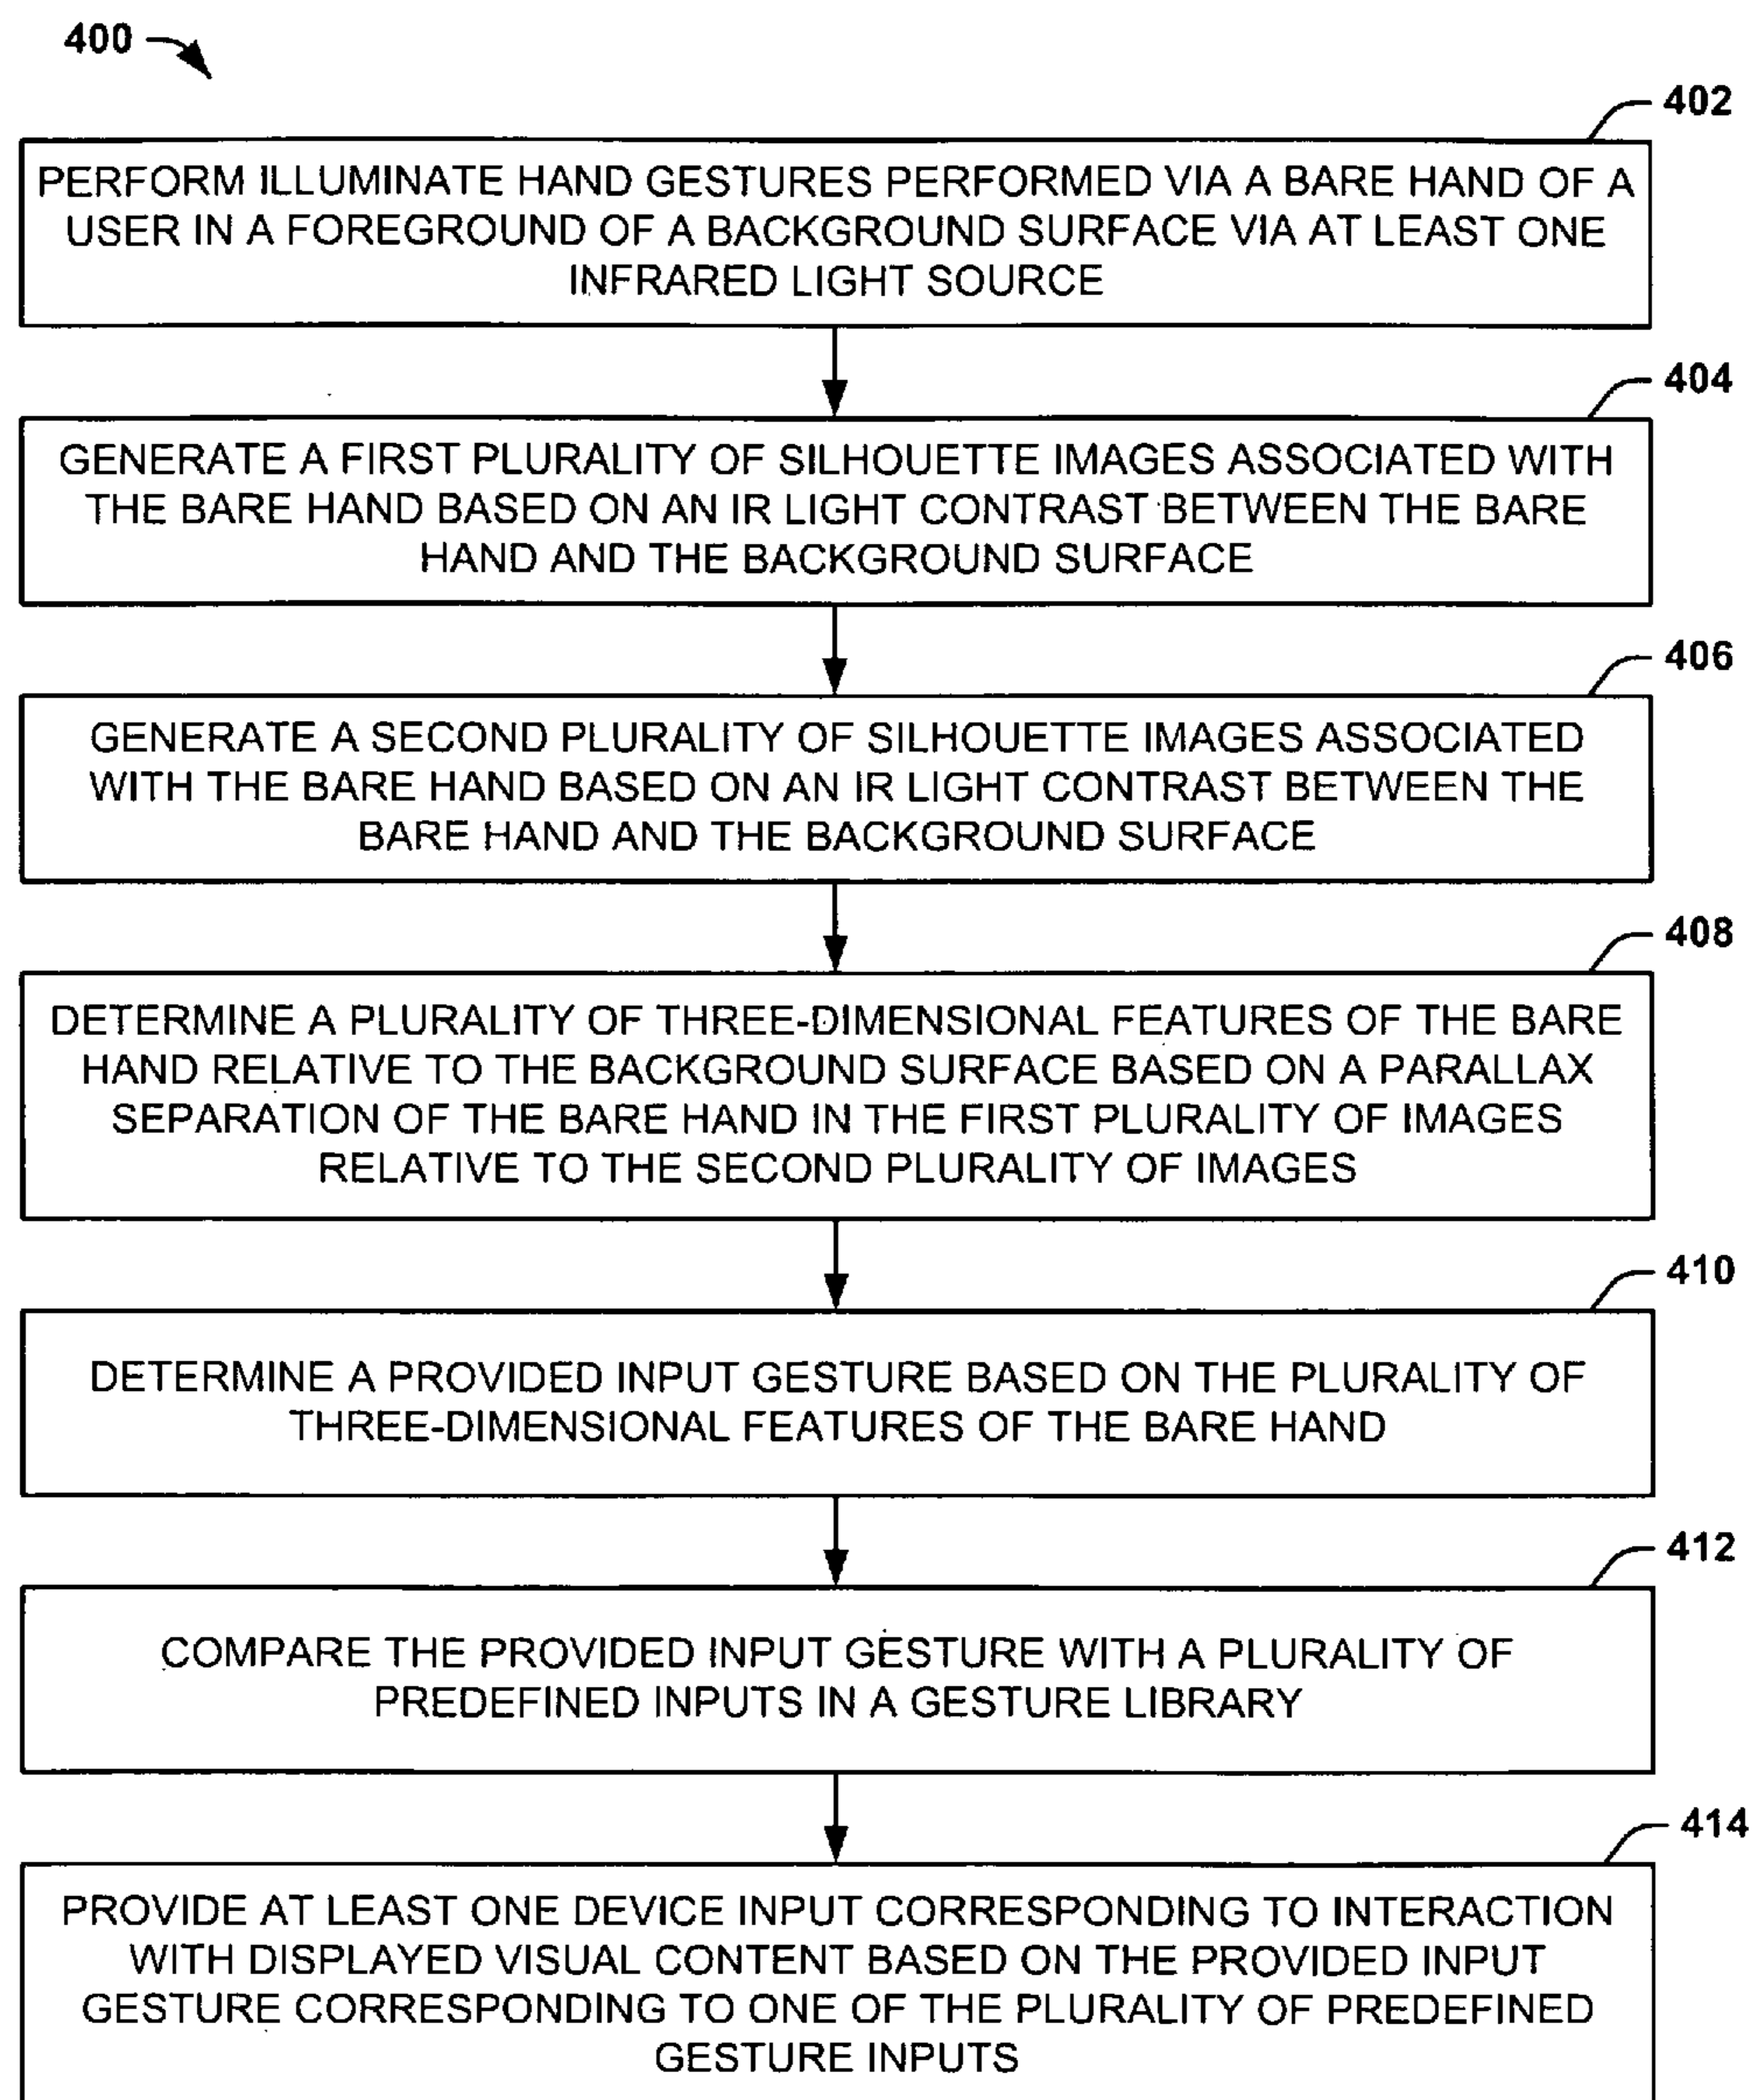 400
402
PERFORM ILLUMINATE HAND GESTURES PERFORMED VIA A BARE HAND OF A
USER IN A FOREGROUND OF A BACKGROUND SURFACE VIA AT LEAST ONE
INFRARED LIGHT SOURCE
404
GENERATE A FIRST PLURALITY OF SILHOUETTE IMAGES ASSOCIATED WITH
THE BARE HAND BASED ON AN IR LIGHT CONTRAST BETWEEN THE BARE
HAND AND THE BACKGROUND SURFACE
406
GENERATE A SECOND PLURALITY OF SILHOUETTE IMAGES ASSOCIATED
WITH THE BARE HAND BASED ON AN IR LIGHT CONTRAST BETWEEN THE
BARE HAND AND THE BACKGROUND SURFACE
408
DETERMINE A PLURALITY OF THREE-DIMENSIONAL FEATURES OF THE BARE
HAND RELATIVE TO THE BACKGROUND SURFACE BASED ON A PARALLAX
SEPARATION OF THE BARE HAND IN THE FIRST PLURALITY OF IMAGES
RELATIVE TO THE SECOND PLURALITY OF IMAGES
410
DETERMINE A PROVIDED INPUT GESTURE BASED ON THE PLURALITY OF
THREE-DIMENSIONAL FEATURES OF THE BARE HAND
412
COMPARE THE PROVIDED INPUT GESTURE WITH A PLURALITY OF
PREDEFINED INPUTS IN A GESTURE LIBRARY
414
PROVIDE AT LEAST ONE DEVICE INPUT CORRESPONDING TO INTERACTION
WITH DISPLAYED VISUAL CONTENT BASED ON THE PROVIDED INPUT
GESTURE CORRESPONDING TO ONE OF THE PLURALITY OF PREDEFINED
GESTURE INPUTS